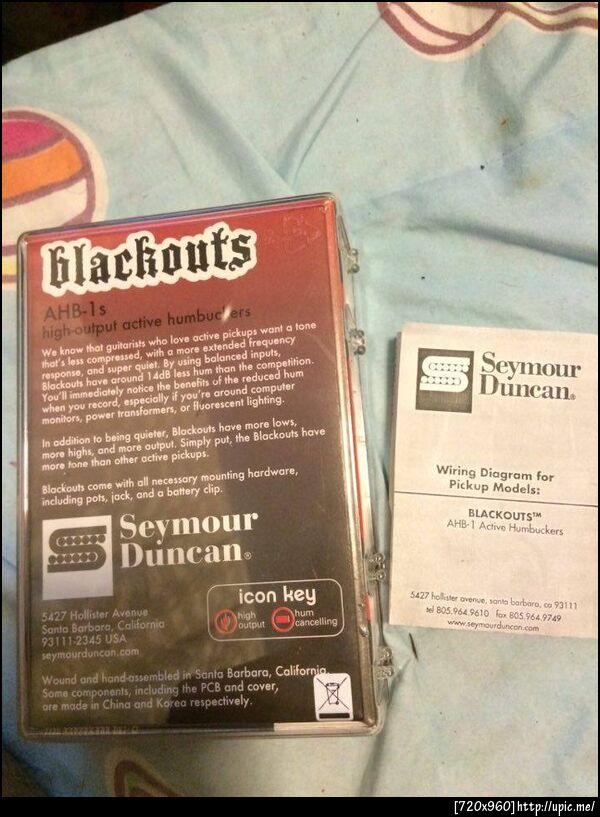 blackouts
AHB-1s
high-output active humbuckers
We know that guitarists who love active pickups want a tone
that's less compressed, with a more extended frequency
response, and super quiet. By using balanced inputs,
Blackouts have around 14dB less hum than the competition.
You'll immediately notice the benefits of the reduced hum
when you record, especially if you're around computer
monitors, power transformers, or fluorescent lighting.
In addition to being quieter, Blackouts have more lows,
more highs, and more output. Simply put, the Blackouts have
more tone than other active pickups.
Blackouts come with all necessary mounting hardware,
including pots, jack, and a battery clip.
Seymour
Duncan®
5427 Hollister Avenue
Santa Barbara, California
93111-2345 USA
seymourduncan.com
icon key
high
output
hum
cancelling
Wound and hand-assembled in Santa Barbara, California.
Some components, including the PCB and cover,
are made in China and Korea respectively.
Seymour
Duncan®
Wiring Diagram for
Pickup Models:
BLACKOUTS™
AHB-1 Active Humbuckers
5427 hollister avenue, santa barbara, ca 93111
tel 805.964.9610 fax 805.964.9749
www.seymourduncan.com
[720x960]http://upic.me/